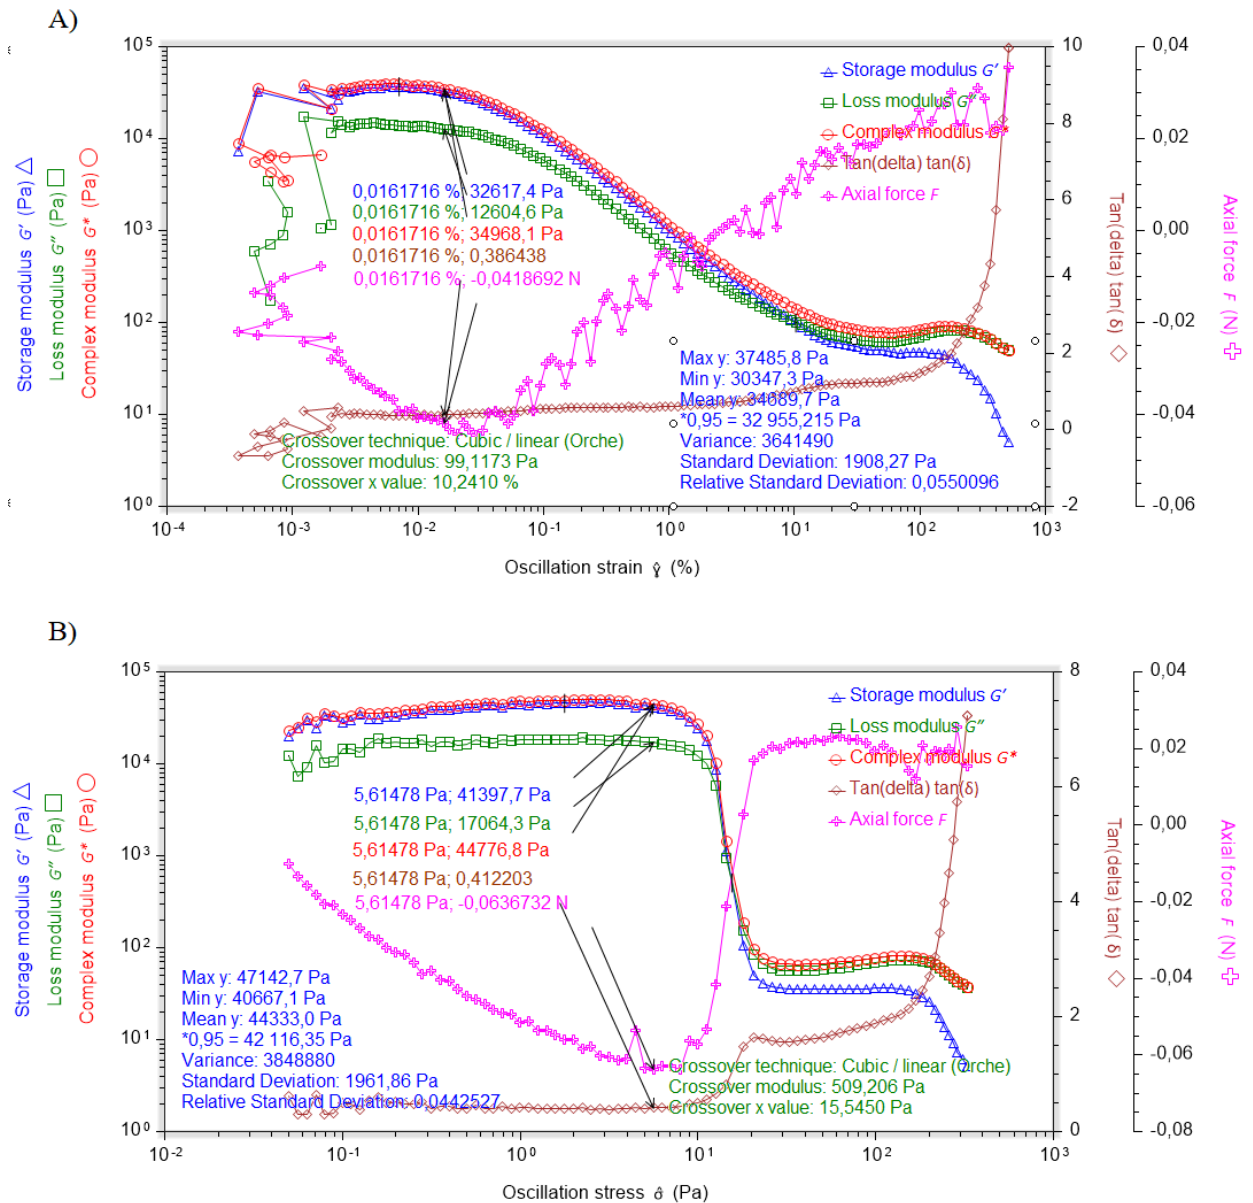 A)
Storage modulus G′ (Pa)
Loss modulus G″ (Pa)
Complex modulus G* (Pa)
10⁵
10⁴
10³
10²
10¹
10⁰
Storage modulus G′
Loss modulus G″
Complex modulus G*
Tan(delta) tan(δ)
Axial force F
0,0161716 %; 32617,4 Pa
0,0161716 %; 12604,6 Pa
0,0161716 %; 34968,1 Pa
0,0161716 %; 0,386438
0,0161716 %; -0,0418692 N
Max y: 37485,8 Pa
Min y: 30347,3 Pa
Mean y: 34689,7 Pa
*0,95 = 32 955,215 Pa
Variance: 3641490
Standard Deviation: 1908,27 Pa
Relative Standard Deviation: 0,0550096
Crossover technique: Cubic / linear (Orche)
Crossover modulus: 99,1173 Pa
Crossover x value: 10,2410 %
10
8
6
4
2
0
-2
Tan(delta) tan(δ)
0,04
0,02
0,00
-0,02
-0,04
-0,06
Axial force F (N)
10⁻⁴
10⁻³
10⁻²
10⁻¹
10⁰
10¹
10²
10³
Oscillation strain γ̂ (%)
B)
Storage modulus G′ (Pa)
Loss modulus G″ (Pa)
Complex modulus G* (Pa)
10⁵
10⁴
10³
10²
10¹
10⁰
Storage modulus G′
Loss modulus G″
Complex modulus G*
Tan(delta) tan(δ)
Axial force F
5,61478 Pa; 41397,7 Pa
5,61478 Pa; 17064,3 Pa
5,61478 Pa; 44776,8 Pa
5,61478 Pa; 0,412203
5,61478 Pa; -0,0636732 N
Max y: 47142,7 Pa
Min y: 40667,1 Pa
Mean y: 44333,0 Pa
*0,95 = 42 116,35 Pa
Variance: 3848880
Standard Deviation: 1961,86 Pa
Relative Standard Deviation: 0,0442527
Crossover technique: Cubic / linear (Orche)
Crossover modulus: 509,206 Pa
Crossover x value: 15,5450 Pa
8
6
4
2
0
Tan(delta) tan(δ)
0,04
0,02
0,00
-0,02
-0,04
-0,06
-0,08
Axial force F (N)
10⁻²
10⁻¹
10⁰
10¹
10²
10³
Oscillation stress σ̂ (Pa)